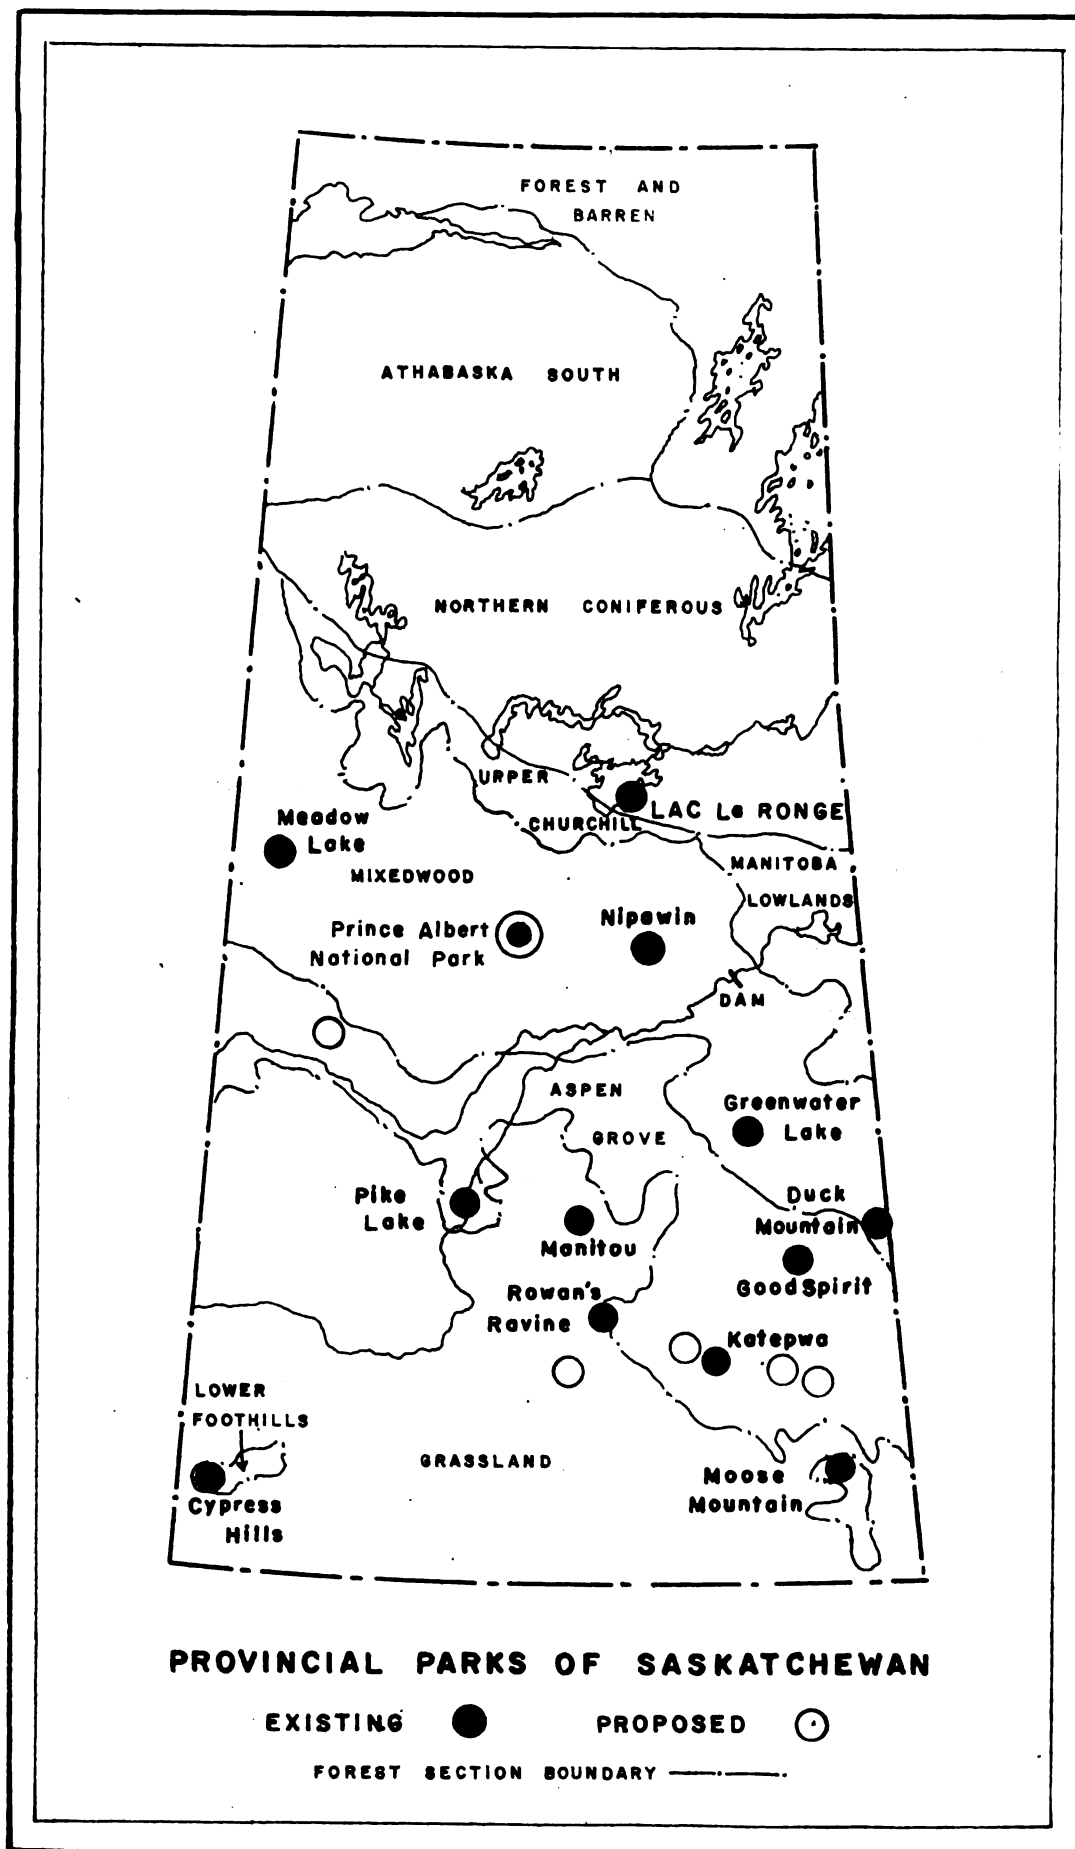 FOREST AND
BARREN
ATHABASKA SOUTH
NORTHERN CONIFEROUS
UPPER
CHURCHILL
LAC La RONGE
Meadow
Lake
MIXEDWOOD
MANITOBA
LOWLANDS
Prince Albert
National Park
Nipawin
DAM
ASPEN
GROVE
Greenwater
Lake
Pike
Lake
Duck
Mountain
Manitou
Good Spirit
Rowan's
Ravine
Katepwa
LOWER
FOOTHILLS
GRASSLAND
Cypress
Hills
Moose
Mountain
PROVINCIAL PARKS OF SASKATCHEWAN
EXISTING PROPOSED
FOREST SECTION BOUNDARY